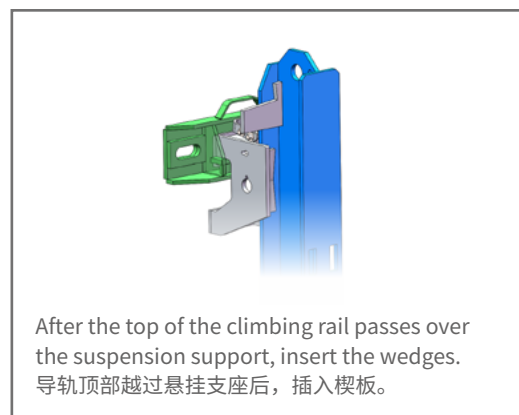 After the top of the climbing rail passes over
the suspension support, insert the wedges.
导轨顶部越过悬挂支座后，插入楔板。